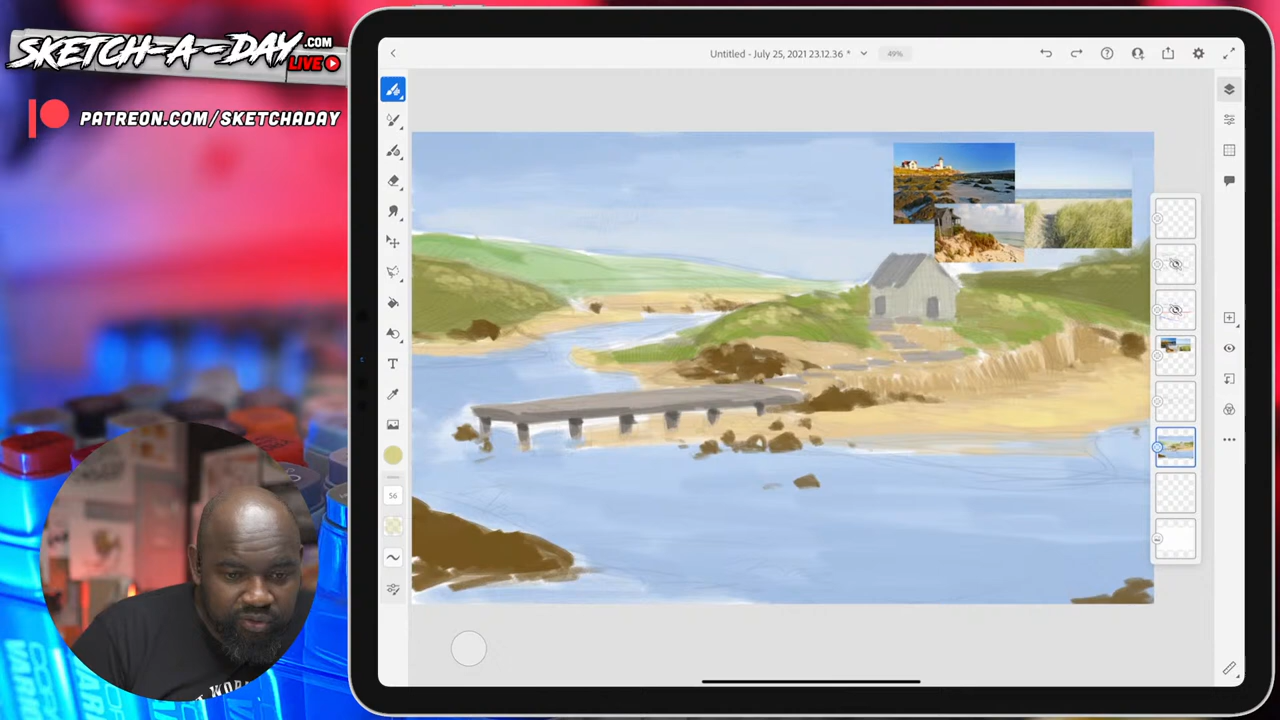 SKETCH-A-DAY.COM
LIVE
PATREON.COM/SKETCHADAY
Untitled - July 25, 2021 23.12.36 *
49%
T
56